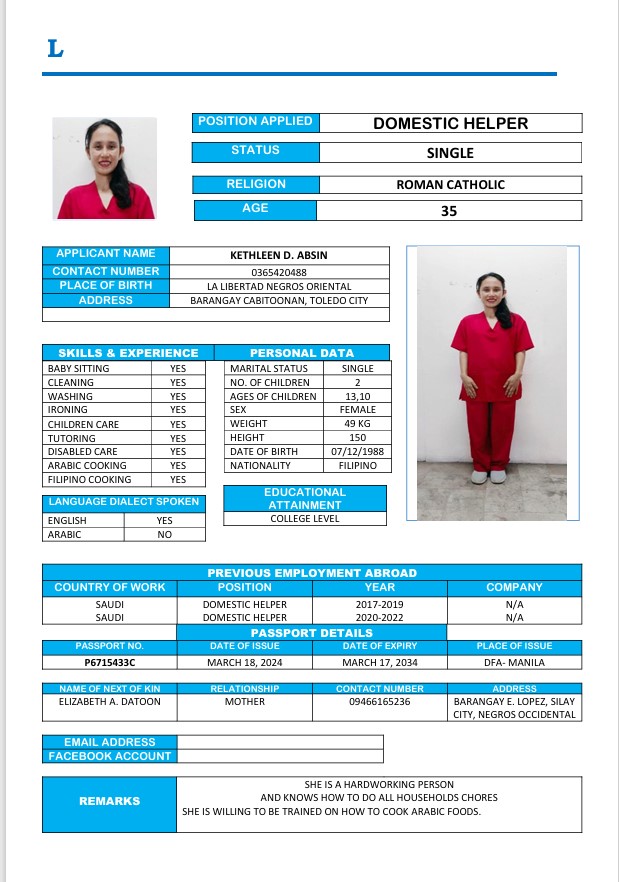 L
POSITION APPLIED DOMESTIC HELPER
STATUS SINGLE
RELIGION ROMAN CATHOLIC
AGE 35
APPLICANT NAME KETHLEEN D. ABSIN
CONTACT NUMBER 0365420488
PLACE OF BIRTH LA LIBERTAD NEGROS ORIENTAL
ADDRESS BARANGAY CABITOONAN, TOLEDO CITY
SKILLS & EXPERIENCE
BABY SITTING YES
CLEANING YES
WASHING YES
IRONING YES
CHILDREN CARE YES
TUTORING YES
DISABLED CARE YES
ARABIC COOKING YES
FILIPINO COOKING YES
LANGUAGE DIALECT SPOKEN
ENGLISH YES
ARABIC NO
PERSONAL DATA
MARITAL STATUS SINGLE
NO. OF CHILDREN 2
AGES OF CHILDREN 13,10
SEX FEMALE
WEIGHT 49 KG
HEIGHT 150
DATE OF BIRTH 07/12/1988
NATIONALITY FILIPINO
EDUCATIONAL
ATTAINMENT
COLLEGE LEVEL
PREVIOUS EMPLOYMENT ABROAD
COUNTRY OF WORK POSITION YEAR COMPANY
SAUDI DOMESTIC HELPER 2017-2019 N/A
SAUDI DOMESTIC HELPER 2020-2022 N/A
PASSPORT DETAILS
PASSPORT NO. DATE OF ISSUE DATE OF EXPIRY PLACE OF ISSUE
P6715433C MARCH 18, 2024 MARCH 17, 2034 DFA- MANILA
NAME OF NEXT OF KIN RELATIONSHIP CONTACT NUMBER ADDRESS
ELIZABETH A. DATOON MOTHER 09466165236 BARANGAY E. LOPEZ, SILAY
CITY, NEGROS OCCIDENTAL
EMAIL ADDRESS
FACEBOOK ACCOUNT
REMARKS
SHE IS A HARDWORKING PERSON
AND KNOWS HOW TO DO ALL HOUSEHOLDS CHORES
SHE IS WILLING TO BE TRAINED ON HOW TO COOK ARABIC FOODS.